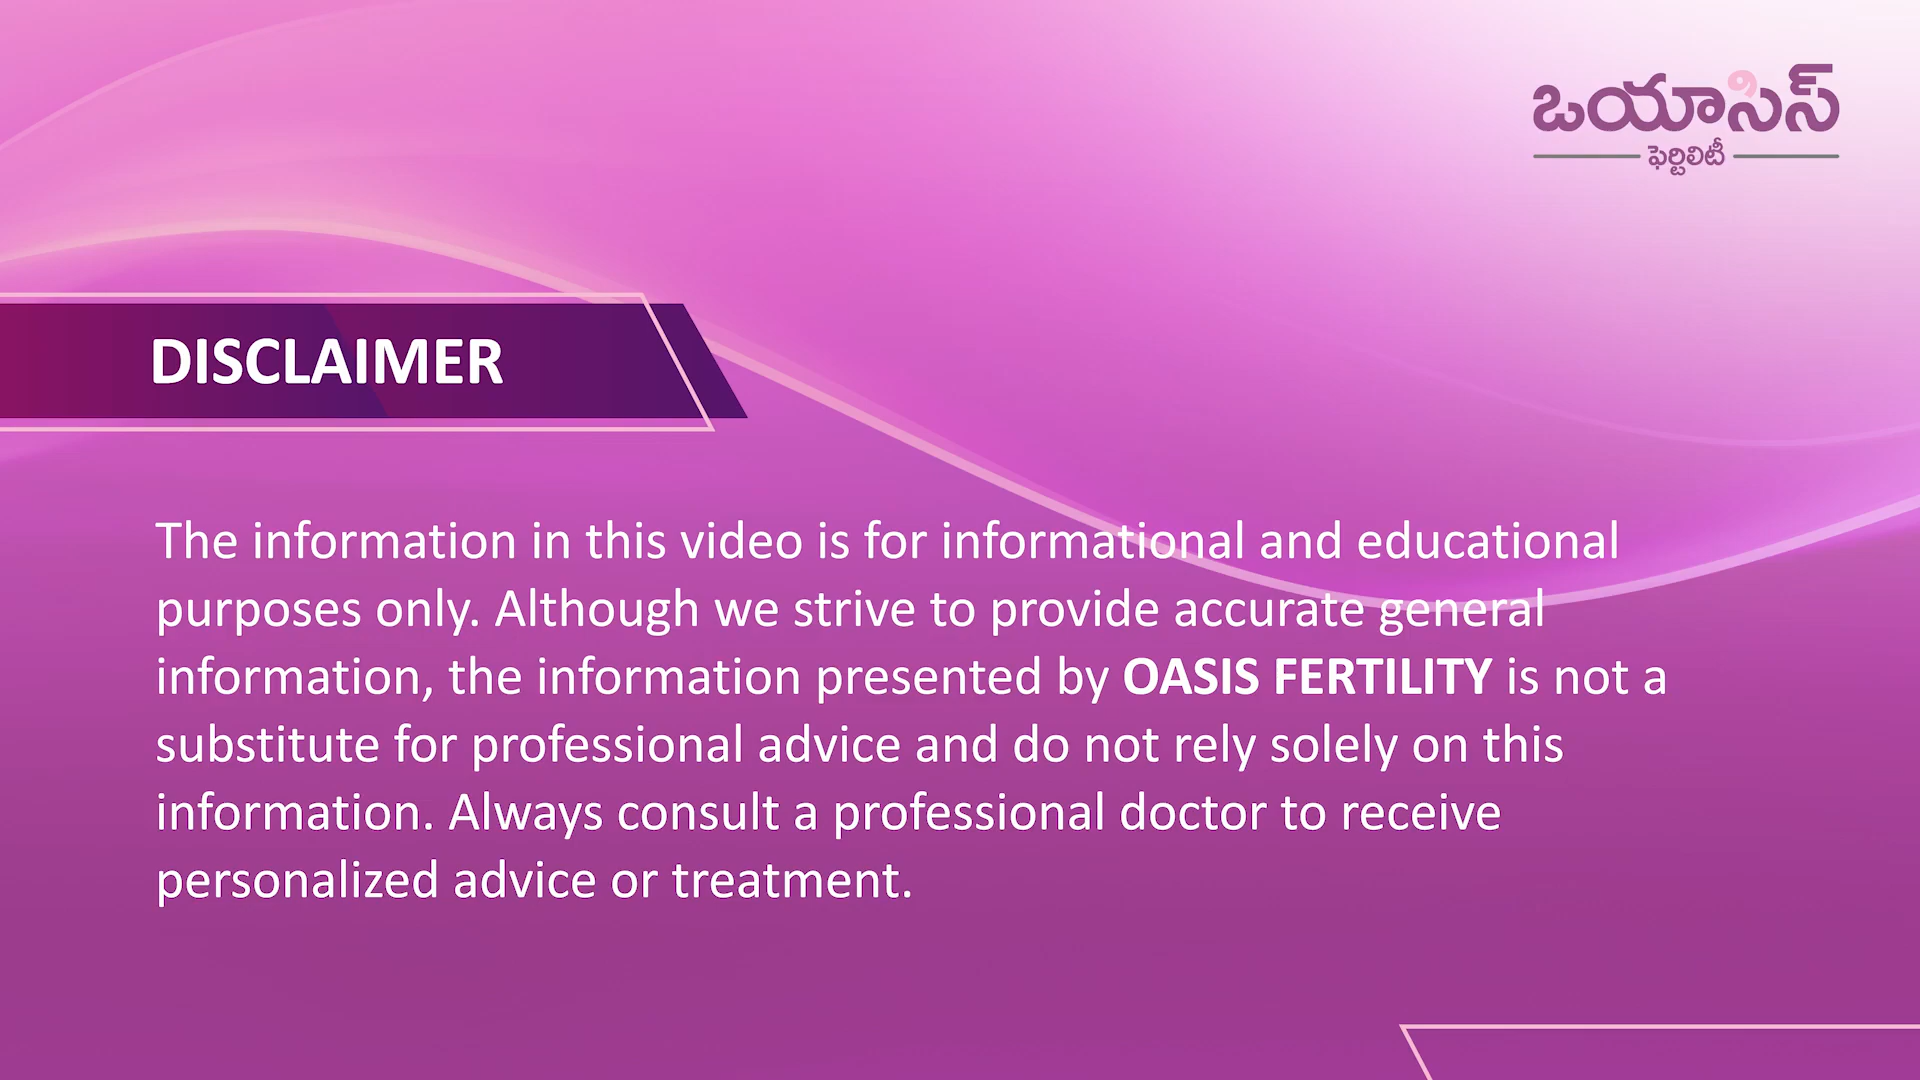 ఒయాసిస్
ఫెర్టిలిటీ
DISCLAIMER
The information in this video is for informational and educational
purposes only. Although we strive to provide accurate general
information, the information presented by OASIS FERTILITY is not a
substitute for professional advice and do not rely solely on this
information. Always consult a professional doctor to receive
personalized advice or treatment.